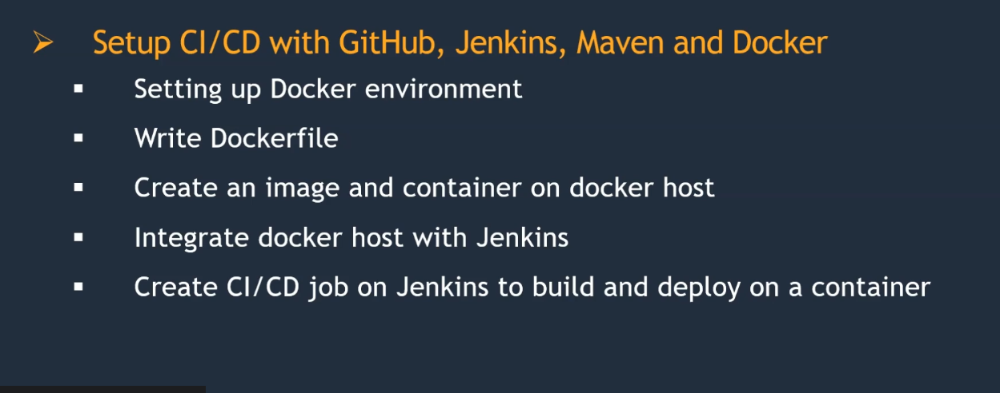 Setup CI/CD with GitHub, Jenkins, Maven and Docker
Setting up Docker environment
Write Dockerfile
Create an image and container on docker host
Integrate docker host with Jenkins
Create CI/CD job on Jenkins to build and deploy on a container